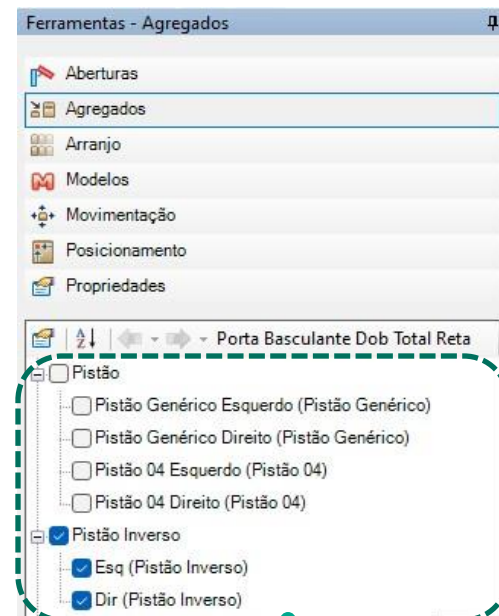 Ferramentas - Agregados
Aberturas
Agregados
Arranjo
Modelos
Movimentação
Posicionamento
Propriedades
Porta Basculante Dob Total Reta
Pistão
Pistão Genérico Esquerdo (Pistão Genérico)
Pistão Genérico Direito (Pistão Genérico)
Pistão 04 Esquerdo (Pistão 04)
Pistão 04 Direito (Pistão 04)
Pistão Inverso
Esq (Pistão Inverso)
Dir (Pistão Inverso)